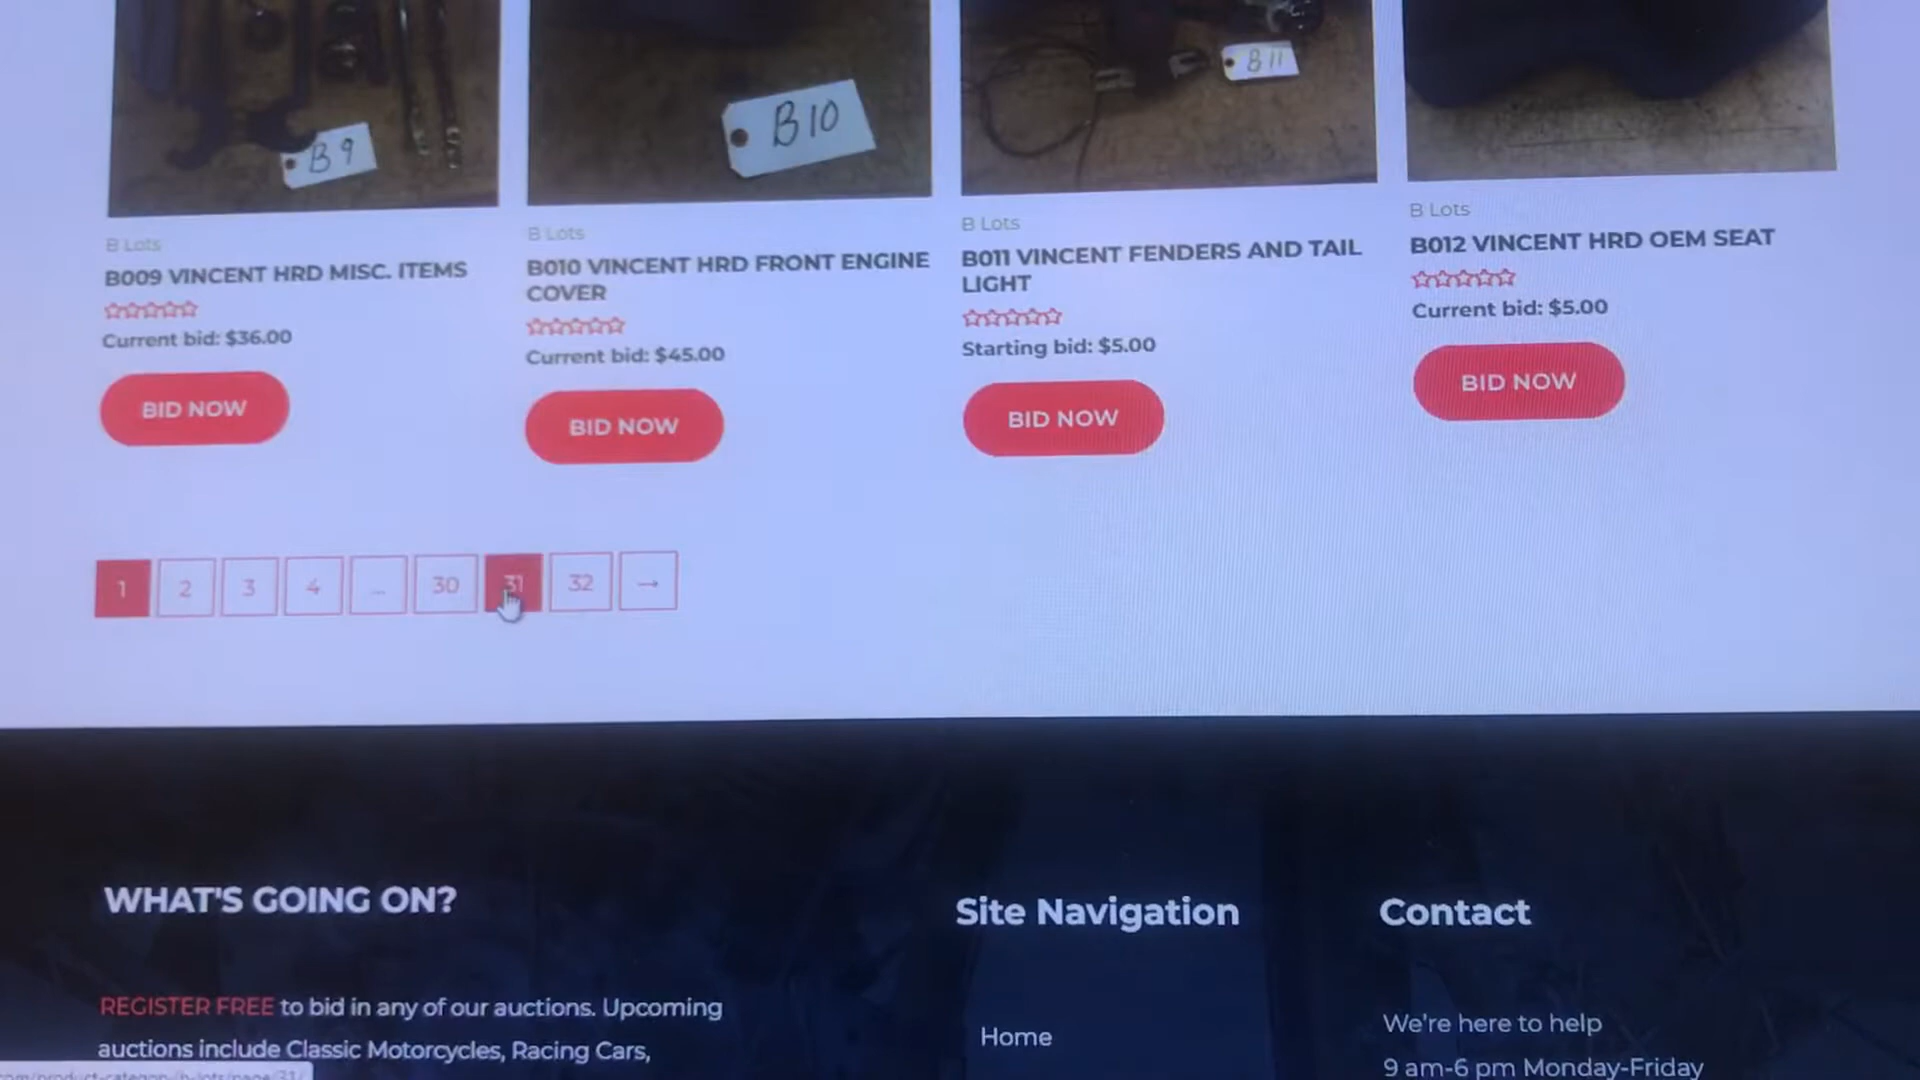 B 9
B10
B 11
B Lots
B009 VINCENT HRD MISC. ITEMS
Current bid: $36.00
BID NOW
B Lots
B010 VINCENT HRD FRONT ENGINE
COVER
Current bid: $45.00
BID NOW
B Lots
B011 VINCENT FENDERS AND TAIL
LIGHT
Starting bid: $5.00
BID NOW
B Lots
B012 VINCENT HRD OEM SEAT
Current bid: $5.00
BID NOW
1 2 3 4 ... 30 31 32 →
WHAT'S GOING ON?
REGISTER FREE to bid in any of our auctions. Upcoming
auctions include Classic Motorcycles, Racing Cars,
Site Navigation
Home
Contact
We're here to help
9 am-6 pm Monday-Friday